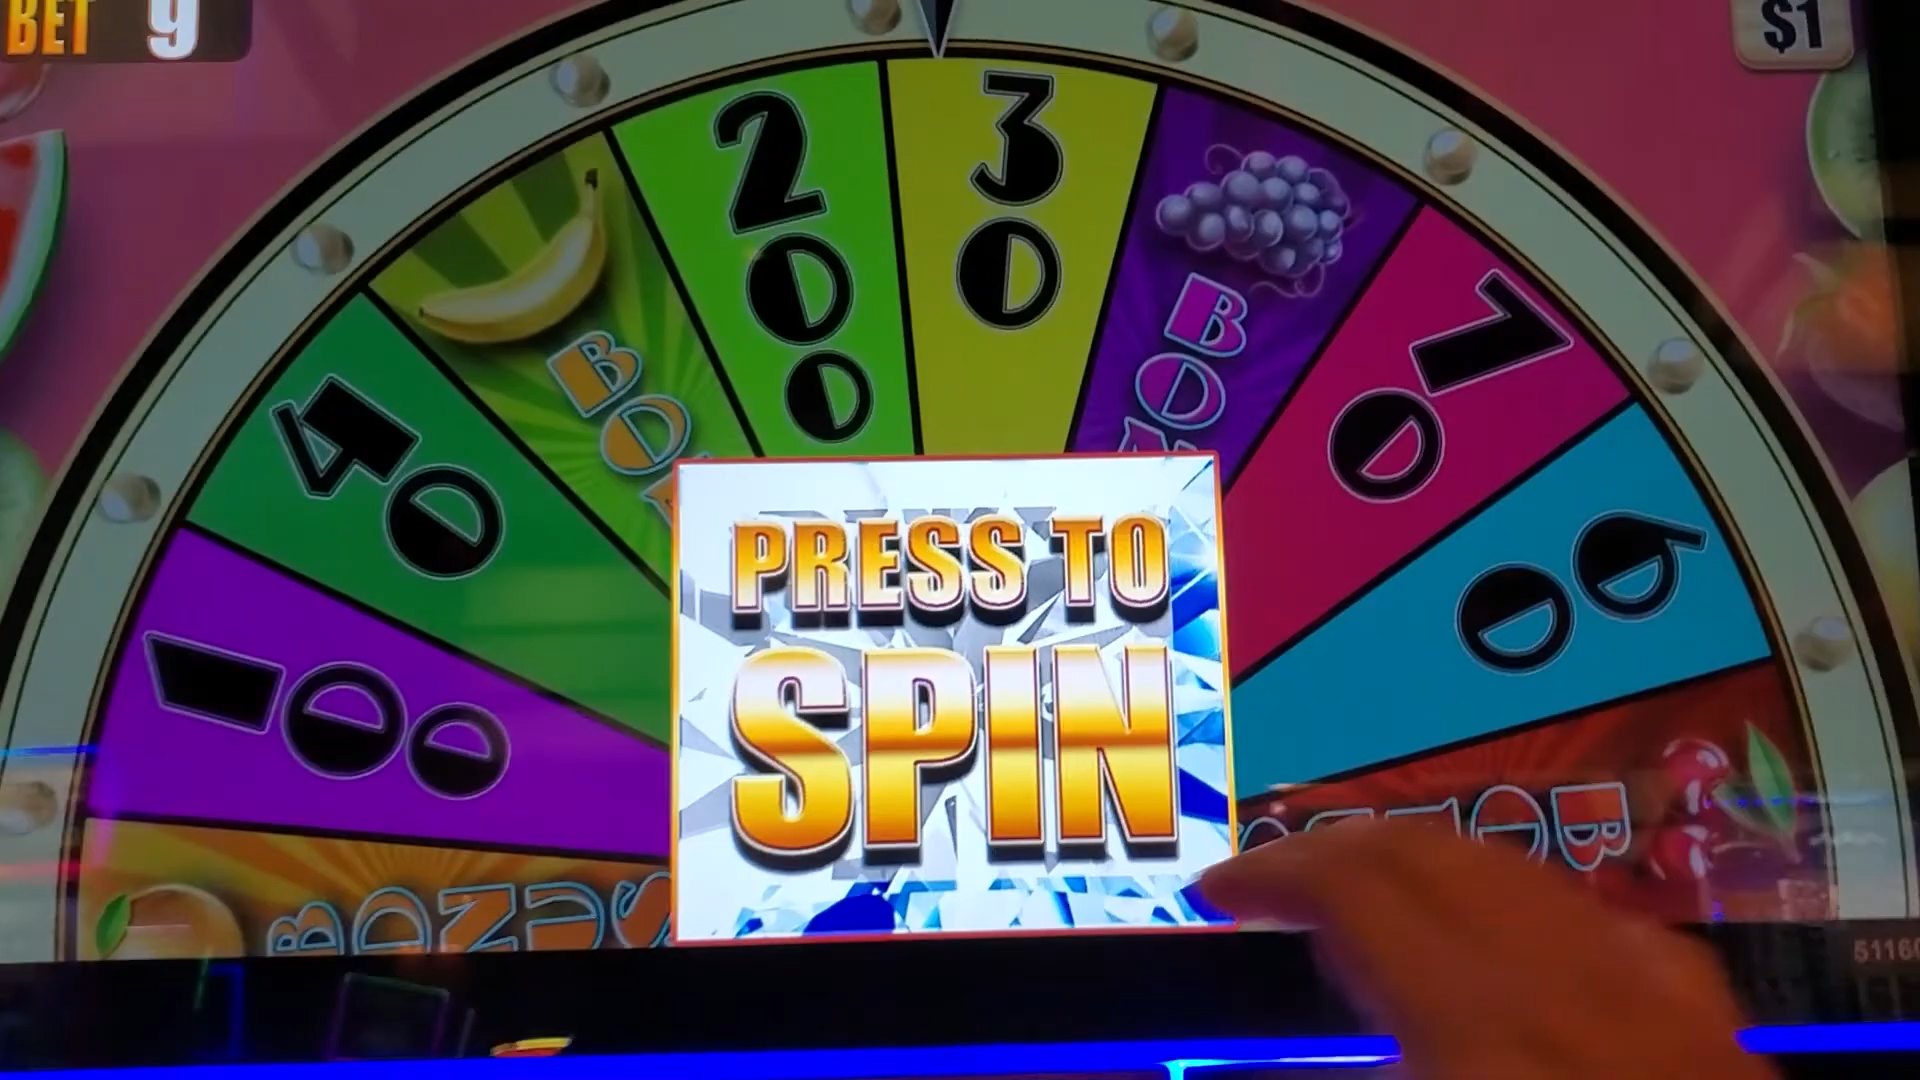 BET 9
$1
200
30
BON
BON
40
70
60
100
PRESS TO
SPIN
BONUS
BONUS